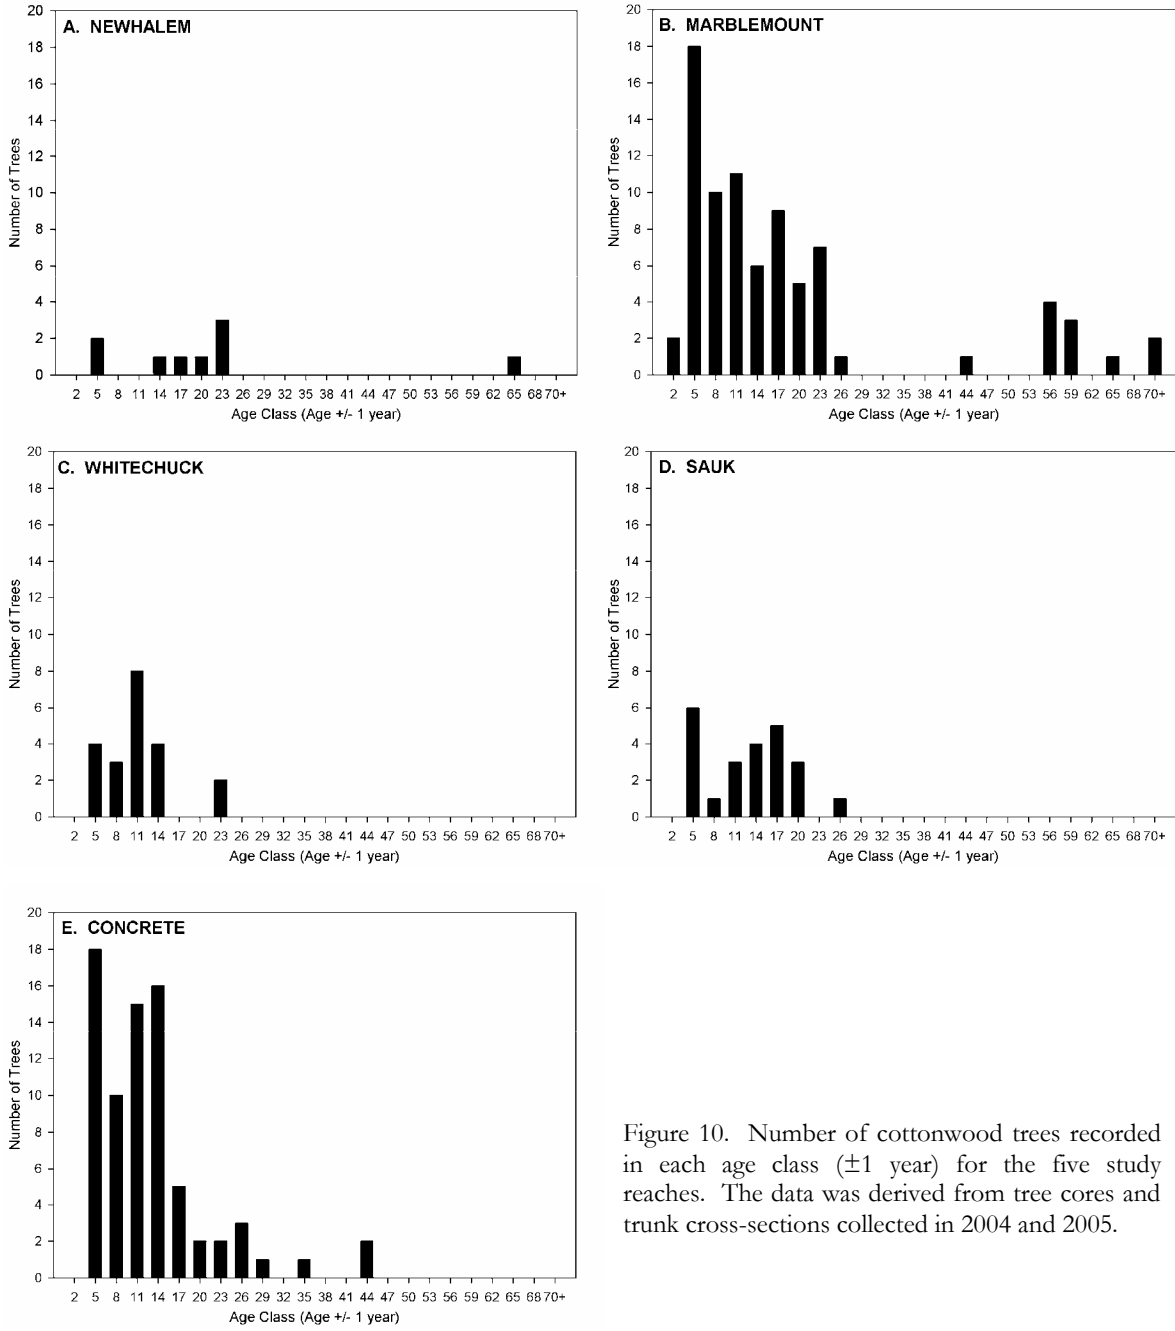 A. NEWHALEM
20
18
16
14
12
10
8
6
4
2
0
Number of Trees
2 5 8 11 14 17 20 23 26 29 32 35 38 41 44 47 50 53 56 59 62 65 68 70+
Age Class (Age +/- 1 year)
B. MARBLEMOUNT
20
18
16
14
12
10
8
6
4
2
0
Number of Trees
2 5 8 11 14 17 20 23 26 29 32 35 38 41 44 47 50 53 56 59 62 65 68 70+
Age Class (Age +/- 1 year)
C. WHITECHUCK
20
18
16
14
12
10
8
6
4
2
0
Number of Trees
2 5 8 11 14 17 20 23 26 29 32 35 38 41 44 47 50 53 56 59 62 65 68 70+
Age Class (Age +/- 1 year)
D. SAUK
20
18
16
14
12
10
8
6
4
2
0
Number of Trees
2 5 8 11 14 17 20 23 26 29 32 35 38 41 44 47 50 53 56 59 62 65 68 70+
Age Class (Age +/- 1 year)
E. CONCRETE
20
18
16
14
12
10
8
6
4
2
0
Number of Trees
2 5 8 11 14 17 20 23 26 29 32 35 38 41 44 47 50 53 56 59 62 65 68 70+
Age Class (Age +/- 1 year)
Figure 10. Number of cottonwood trees recorded
in each age class (±1 year) for the five study
reaches. The data was derived from tree cores and
trunk cross-sections collected in 2004 and 2005.